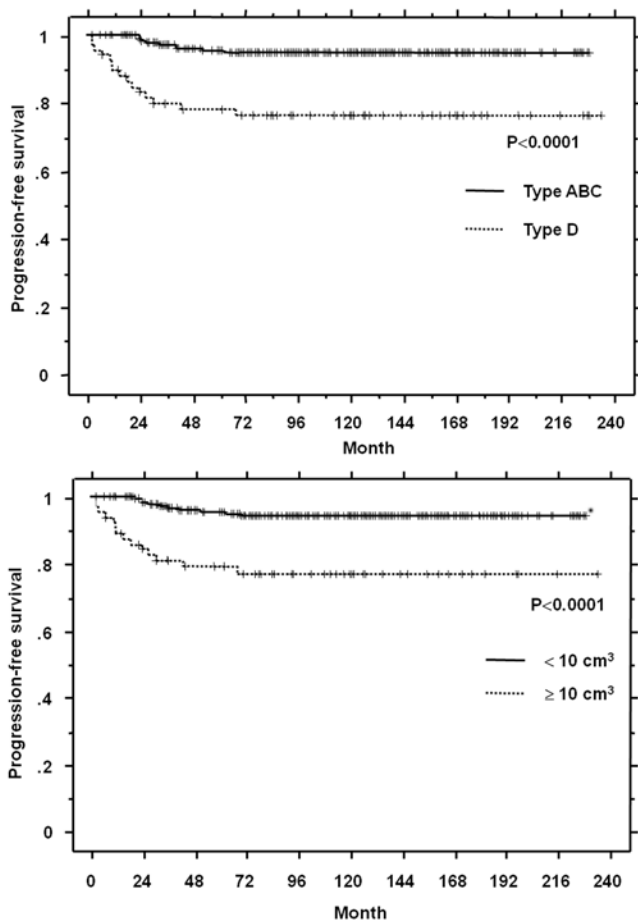 Progression-free survival
1
.8
.6
.4
.2
0
P<0.0001
Type ABC
Type D
0 24 48 72 96 120 144 168 192 216 240
Month
Progression-free survival
1
.8
.6
.4
.2
0
*
P<0.0001
< 10 cm³
≥ 10 cm³
0 24 48 72 96 120 144 168 192 216 240
Month